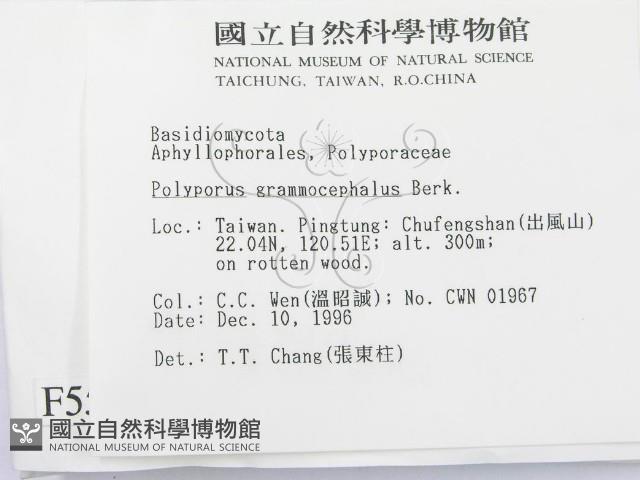 國立自然科學博物館
NATIONAL MUSEUM OF NATURAL SCIENCE
TAICHUNG, TAIWAN, R.O.CHINA
Basidiomycota
Aphyllophorales, Polyporaceae
Polyporus grammocephalus Berk.
Loc.: Taiwan. Pingtung: Chufengshan(出風山)
22.04N, 120.51E; alt. 300m;
on rotten wood.
Col.: C.C. Wen(溫昭誠); No. CWN 01967
Date: Dec. 10, 1996
Det.: T.T. Chang(張東柱)
F5
國立自然科學博物館
NATIONAL MUSEUM OF NATURAL SCIENCE